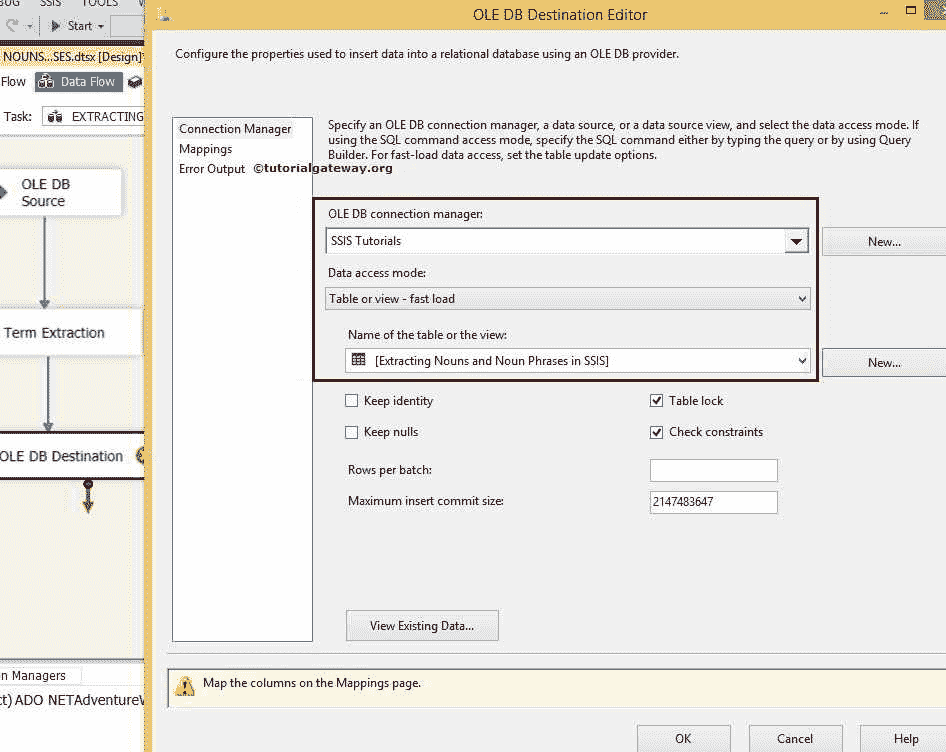 BUG SSIS TOOLS
OLE DB Destination Editor
Start
NOUNS...SES.dtsx [Design]*
Flow Data Flow
Task: EXTRACTING
OLE DB
Source
Term Extraction
OLE DB Destination
n Managers
ct) ADO NETAdventureW
Configure the properties used to insert data into a relational database using an OLE DB provider.
Connection Manager
Mappings
Error Output ©tutorialgateway.org
Specify an OLE DB connection manager, a data source, or a data source view, and select the data access mode. If
using the SQL command access mode, specify the SQL command either by typing the query or by using Query
Builder. For fast-load data access, set the table update options.
OLE DB connection manager:
SSIS Tutorials
New...
Data access mode:
Table or view - fast load
Name of the table or the view:
[Extracting Nouns and Noun Phrases in SSIS]
New...
Keep identity
Table lock
Keep nulls
Check constraints
Rows per batch:
Maximum insert commit size:
2147483647
View Existing Data...
Map the columns on the Mappings page.
OK
Cancel
Help